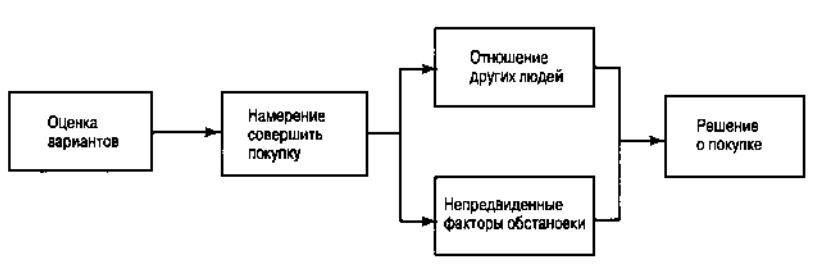 Оценка
вариантов
Намерение
совершить
покупку
Отношение
других людей
Непредвиденные
факторы обстановки
Решение
о покупке